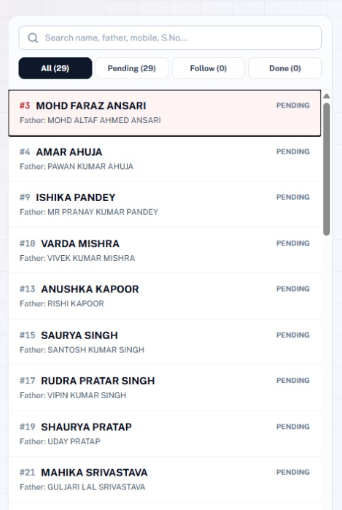 Search name, father, mobile, S.No...
All (29) Pending (29) Follow (0) Done (0)
#3 MOHD FARAZ ANSARI PENDING
Father: MOHD ALTAF AHMED ANSARI
#4 AMAR AHUJA PENDING
Father: PAWAN KUMAR AHUJA
#9 ISHIKA PANDEY PENDING
Father: MR PRANAY KUMAR PANDEY
#10 VARDA MISHRA PENDING
Father: VIVEK KUMAR MISHRA
#13 ANUSHKA KAPOOR PENDING
Father: RISHI KAPOOR
#15 SAURYA SINGH PENDING
Father: SANTOSH KUMAR SINGH
#17 RUDRA PRATAR SINGH PENDING
Father: VIPIN KUMAR SINGH
#19 SHAURYA PRATAP PENDING
Father: UDAY PRATAP
#21 MAHIKA SRIVASTAVA PENDING
Father: GULJARI LAL SRIVASTAVA